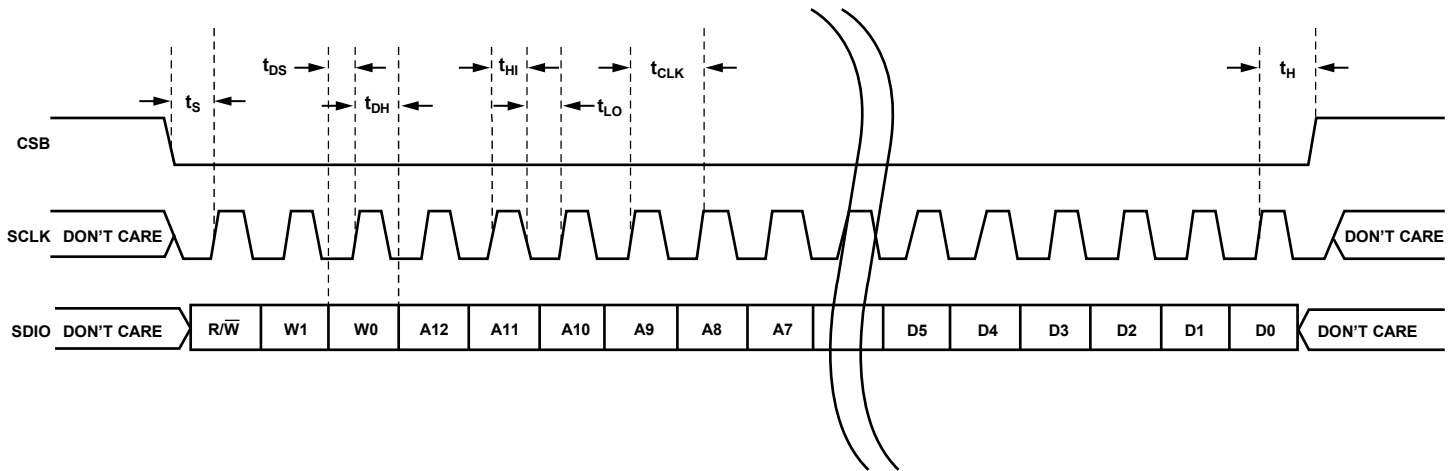 tDS
tHI
tCLK
tH
tS
tDH
tLO
CSB
SCLK DON'T CARE DON'T CARE
SDIO DON'T CARE R/W̅ W1 W0 A12 A11 A10 A9 A8 A7 D5 D4 D3 D2 D1 D0 DON'T CARE